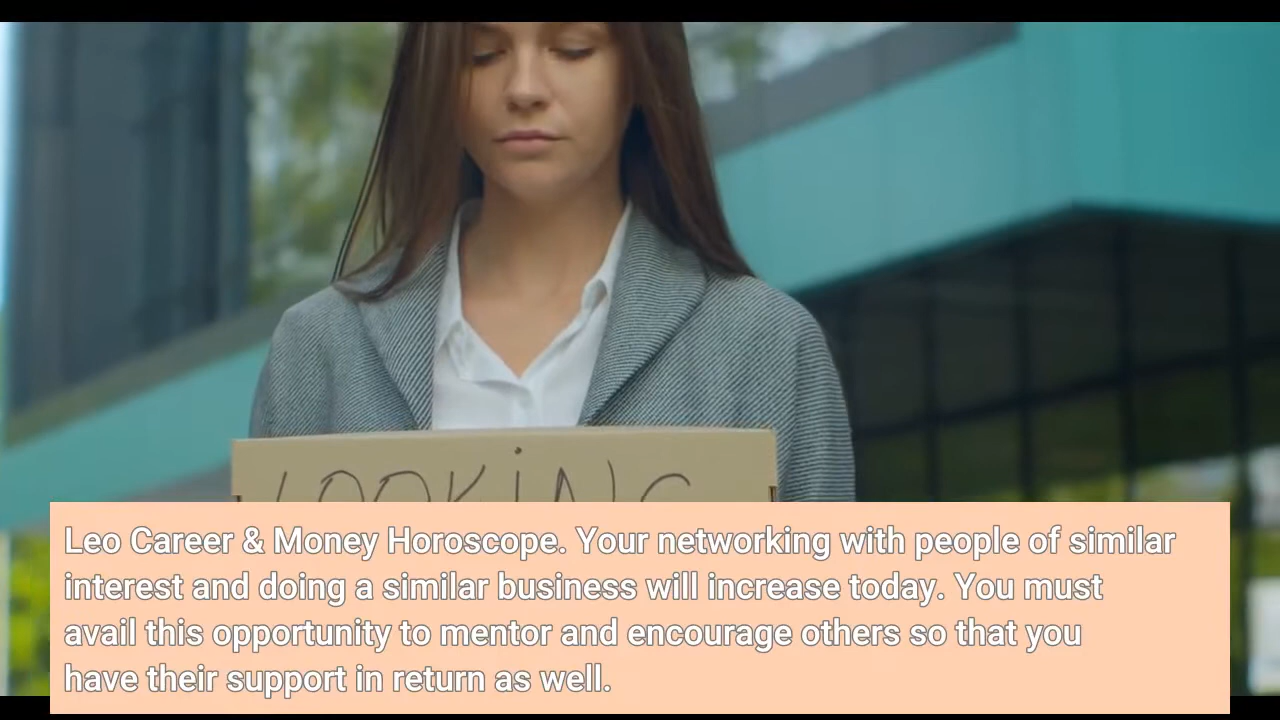 LOOKING
Leo Career & Money Horoscope. Your networking with people of similar
interest and doing a similar business will increase today. You must
avail this opportunity to mentor and encourage others so that you
have their support in return as well.